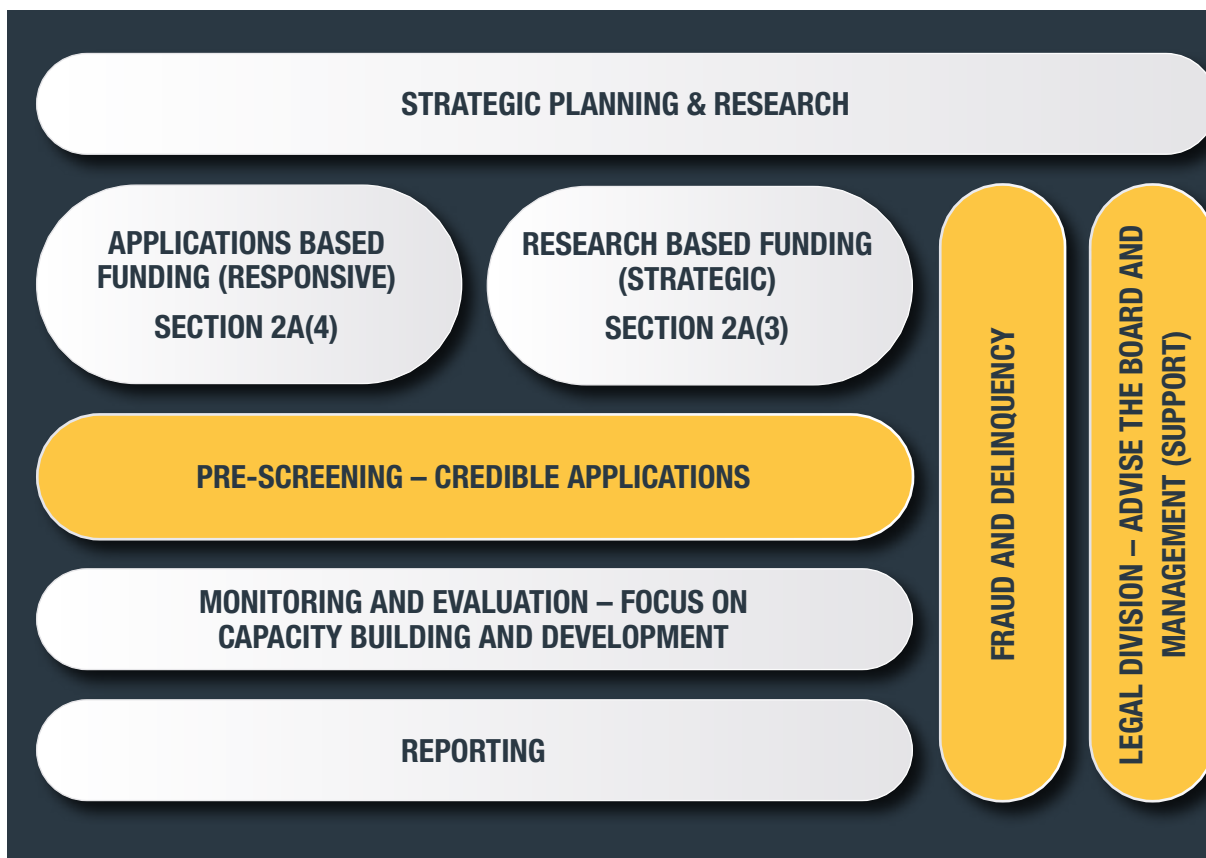 STRATEGIC PLANNING & RESEARCH
APPLICATIONS BASED
FUNDING (RESPONSIVE)
SECTION 2A(4)
RESEARCH BASED FUNDING
(STRATEGIC)
SECTION 2A(3)
PRE-SCREENING – CREDIBLE APPLICATIONS
MONITORING AND EVALUATION – FOCUS ON
CAPACITY BUILDING AND DEVELOPMENT
REPORTING
FRAUD AND DELINQUENCY
LEGAL DIVISION – ADVISE THE BOARD AND
MANAGEMENT (SUPPORT)